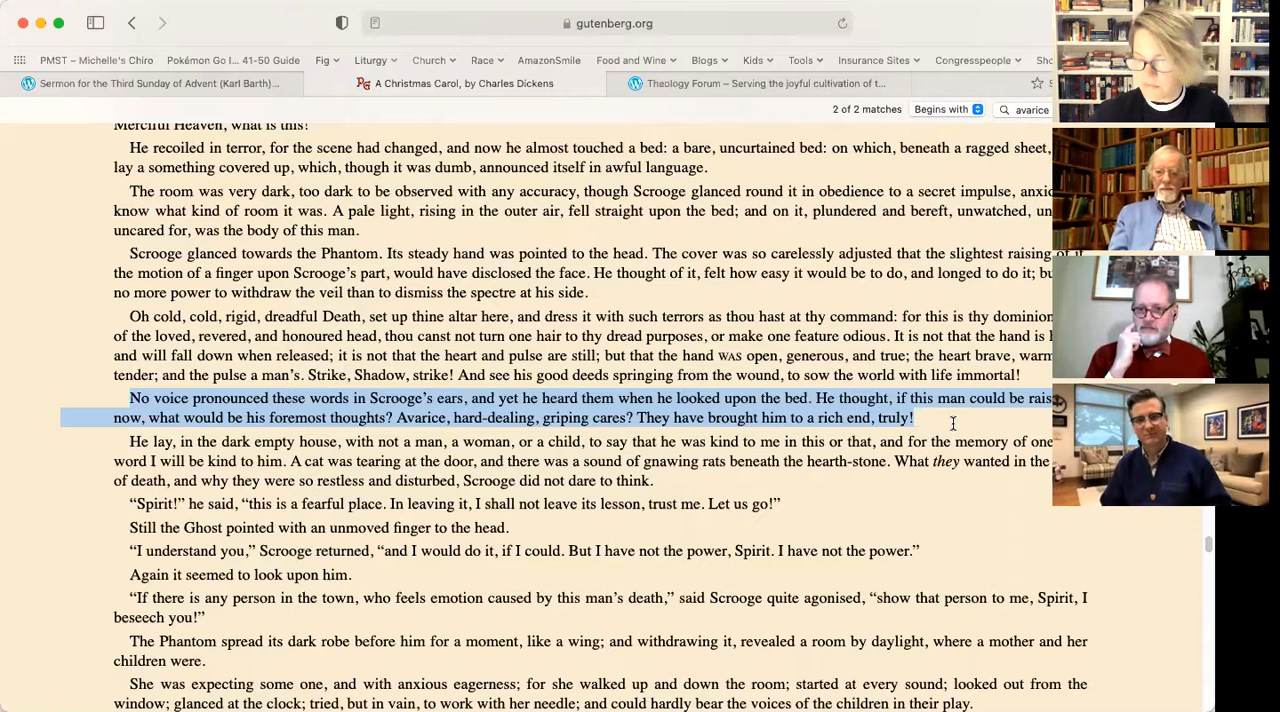 gutenberg.org
PMST – Michelle's Chiro Pokémon Go I... 41-50 Guide Fig Liturgy Church Race AmazonSmile Food and Wine Blogs Kids Tools Insurance Sites Congresspeople
Sermon for the Third Sunday of Advent (Karl Barth)... A Christmas Carol, by Charles Dickens Theology Forum – Serving the joyful cultivation of t...
2 of 2 matches Begins with avarice
Merciful Heaven, what is this!
He recoiled in terror, for the scene had changed, and now he almost touched a bed: a bare, uncurtained bed: on which, beneath a ragged sheet,
lay a something covered up, which, though it was dumb, announced itself in awful language.
The room was very dark, too dark to be observed with any accuracy, though Scrooge glanced round it in obedience to a secret impulse,
know what kind of room it was. A pale light, rising in the outer air, fell straight upon the bed; and on it, plundered and bereft, unwatched,
uncared for, was the body of this man.
Scrooge glanced towards the Phantom. Its steady hand was pointed to the head. The cover was so carelessly adjusted that the slightest raising of it,
the motion of a finger upon Scrooge's part, would have disclosed the face. He thought of it, felt how easy it would be to do, and longed to do it;
no more power to withdraw the veil than to dismiss the spectre at his side.
Oh cold, cold, rigid, dreadful Death, set up thine altar here, and dress it with such terrors as thou hast at thy command: for this is thy dominion
of the loved, revered, and honoured head, thou canst not turn one hair to thy dread purposes, or make one feature odious. It is not that the hand is
and will fall down when released; it is not that the heart and pulse are still; but that the hand WAS open, generous, and true; the heart brave, warm
tender; and the pulse a man's. Strike, Shadow, strike! And see his good deeds springing from the wound, to sow the world with life immortal!
No voice pronounced these words in Scrooge's ears, and yet he heard them when he looked upon the bed. He thought, if this man could be
now, what would be his foremost thoughts? Avarice, hard-dealing, griping cares? They have brought him to a rich end, truly!
He lay, in the dark empty house, with not a man, a woman, or a child, to say that he was kind to me in this or that, and for the memory of one
word I will be kind to him. A cat was tearing at the door, and there was a sound of gnawing rats beneath the hearth-stone. What they wanted in the
of death, and why they were so restless and disturbed, Scrooge did not dare to think.
“Spirit!” he said, “this is a fearful place. In leaving it, I shall not leave its lesson, trust me. Let us go!”
Still the Ghost pointed with an unmoved finger to the head.
“I understand you,” Scrooge returned, “and I would do it, if I could. But I have not the power, Spirit. I have not the power.”
Again it seemed to look upon him.
“If there is any person in the town, who feels emotion caused by this man's death,” said Scrooge quite agonised, “show that person to me, Spirit, I
beseech you!”
The Phantom spread its dark robe before him for a moment, like a wing; and withdrawing it, revealed a room by daylight, where a mother and her
children were.
She was expecting some one, and with anxious eagerness; for she walked up and down the room; started at every sound; looked out from the
window; glanced at the clock; tried, but in vain, to work with her needle; and could hardly bear the voices of the children in their play.